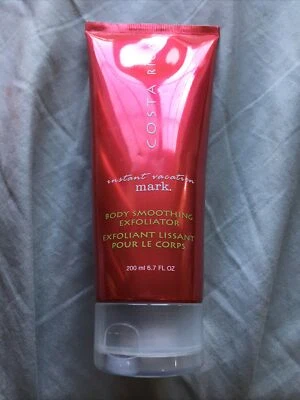 COSTA RICA
instant vacation
mark.
BODY SMOOTHING
EXFOLIATOR
EXFOLIANT LISSANT
POUR LE CORPS
200 ml 6.7 FL OZ